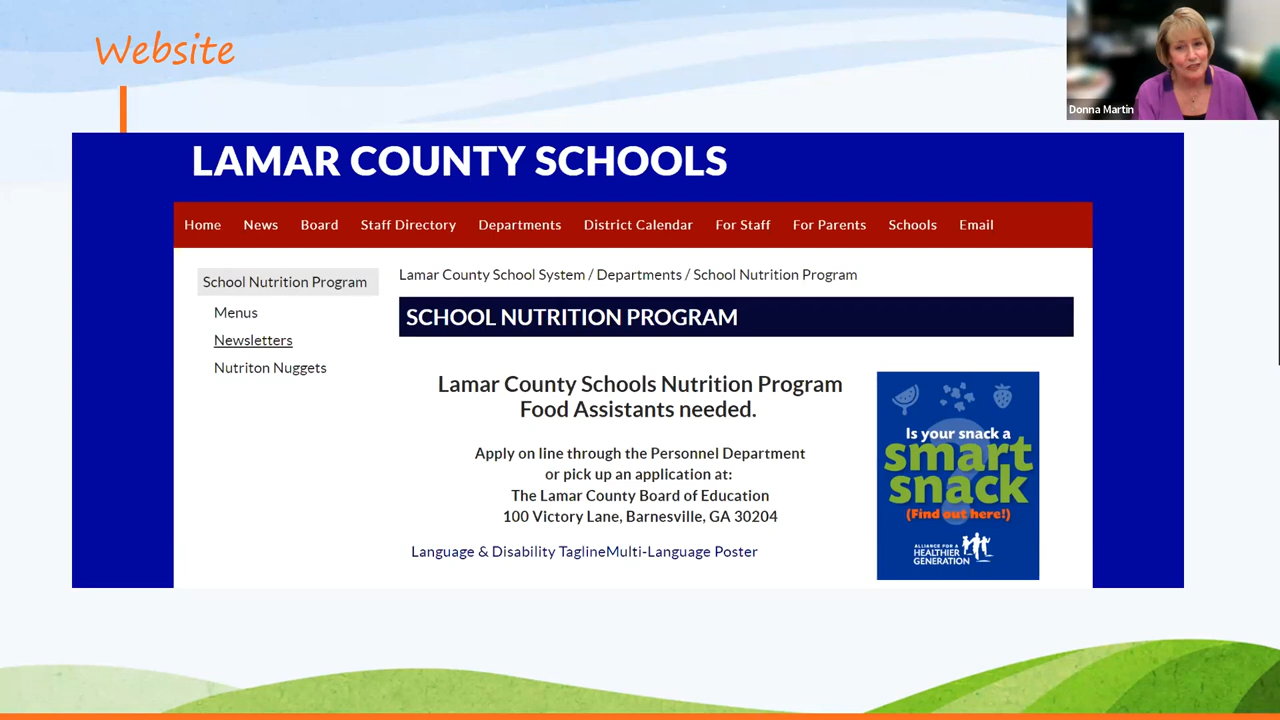 Website
Donna Martin
LAMAR COUNTY SCHOOLS
Home News Board Staff Directory Departments District Calendar For Staff For Parents Schools Email
School Nutrition Program
Menus
Newsletters
Nutriton Nuggets
Lamar County School System / Departments / School Nutrition Program
SCHOOL NUTRITION PROGRAM
Lamar County Schools Nutrition Program
Food Assistants needed.
Apply on line through the Personnel Department
or pick up an application at:
The Lamar County Board of Education
100 Victory Lane, Barnesville, GA 30204
Language & Disability TaglineMulti-Language Poster
Is your snack a
smart
snack
(Find out here!)
ALLIANCE FOR A
HEALTHIER
GENERATION